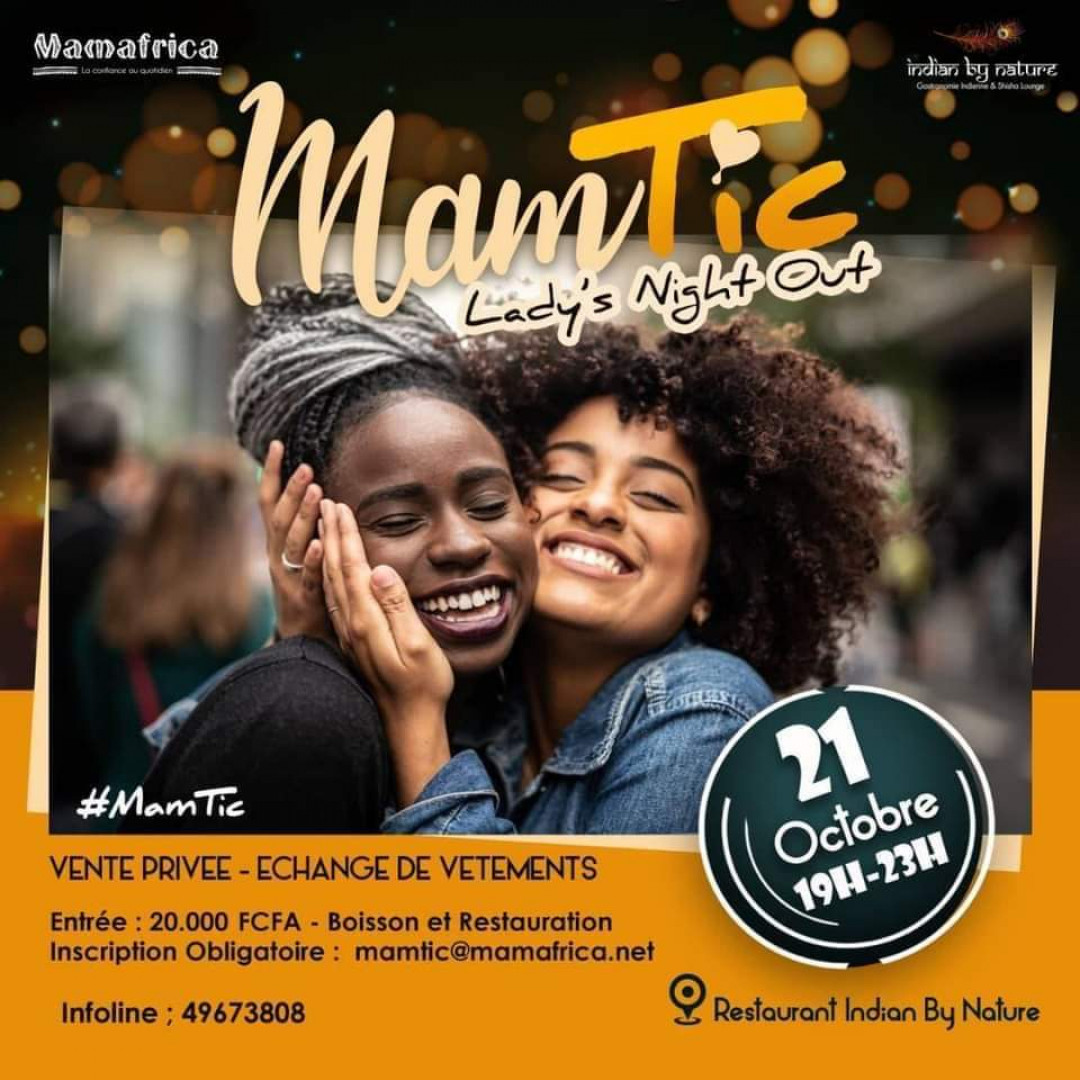 Mamafrica
La confiance au quotidien
indian by nature
Gastronomie Indienne & Shisha Lounge
MamTic
Lady's Night Out
#MamTic
21
Octobre
19H-23H
VENTE PRIVEE - ECHANGE DE VETEMENTS
Entrée : 20.000 FCFA - Boisson et Restauration
Inscription Obligatoire : mamtic@mamafrica.net
Infoline ; 49673808
Restaurant Indian By Nature